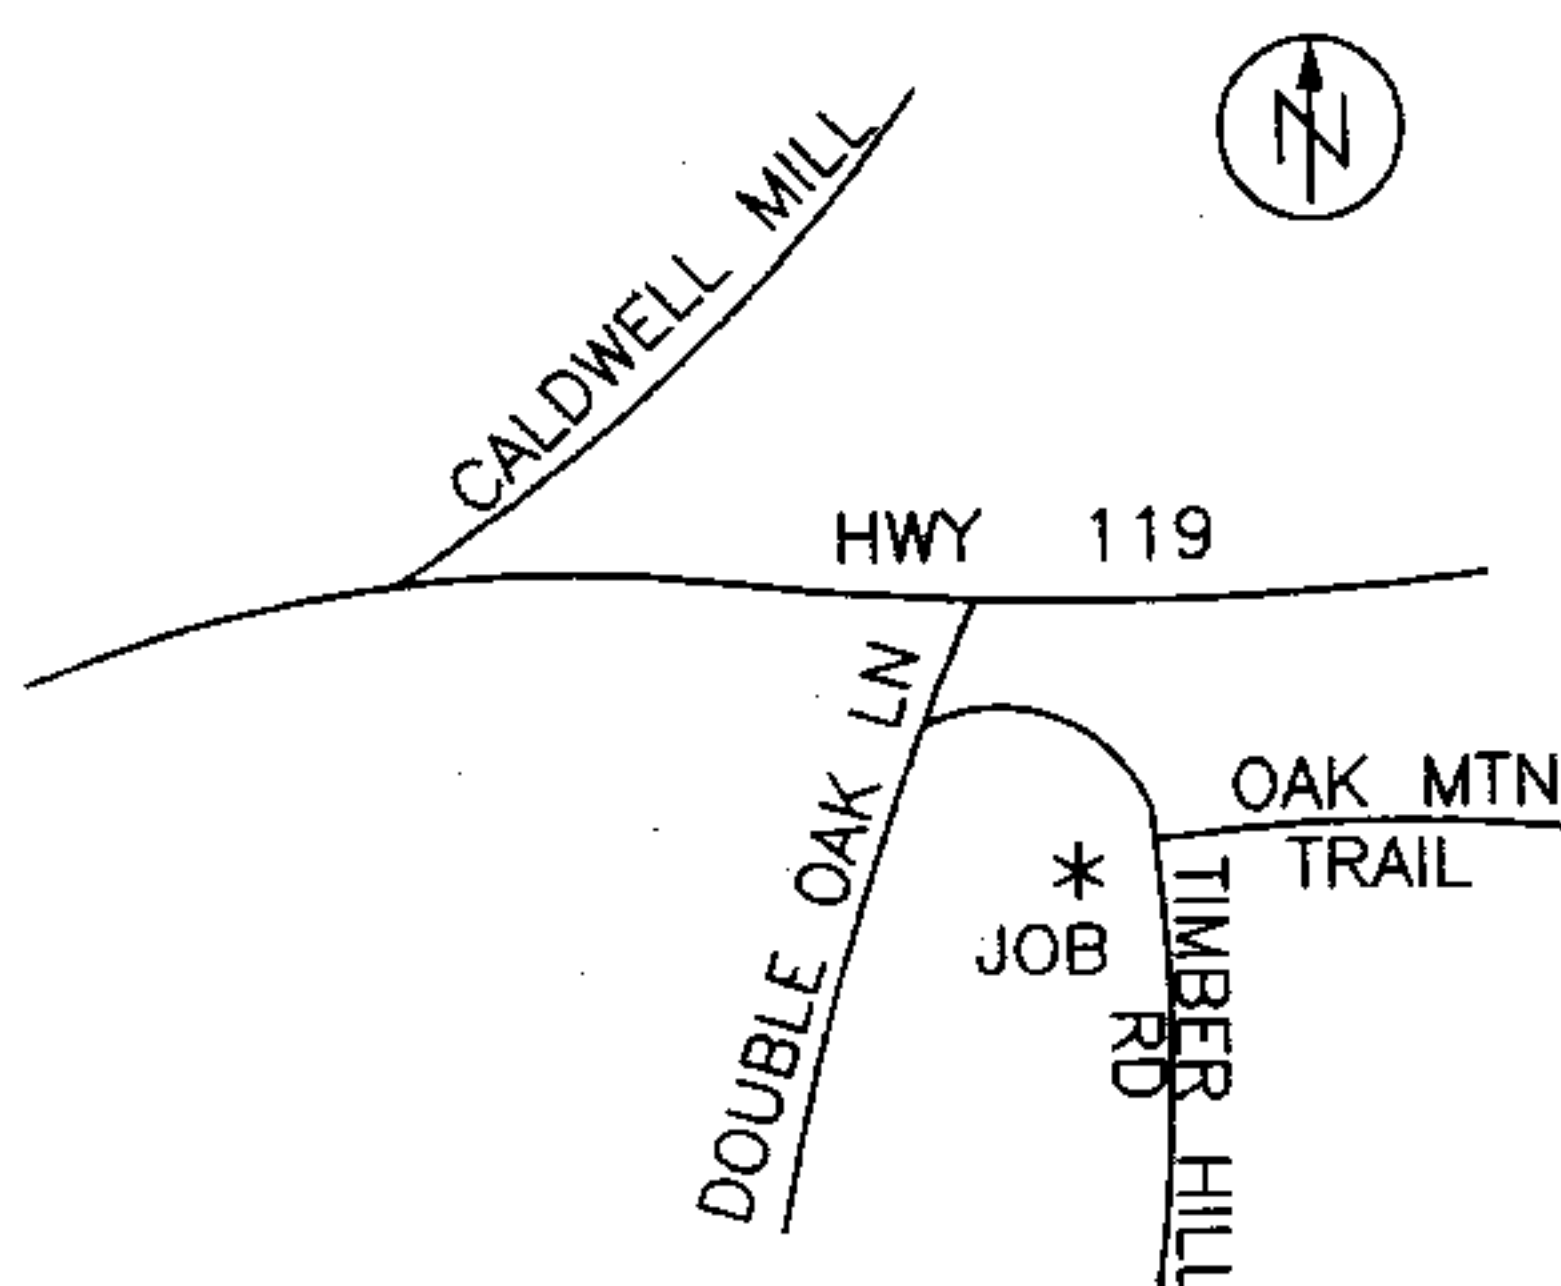 N
CALDWELL MILL
HWY 119
DOUBLE OAK LN
OAK MTN
TRAIL
JOB
TIMBER HILL
RD